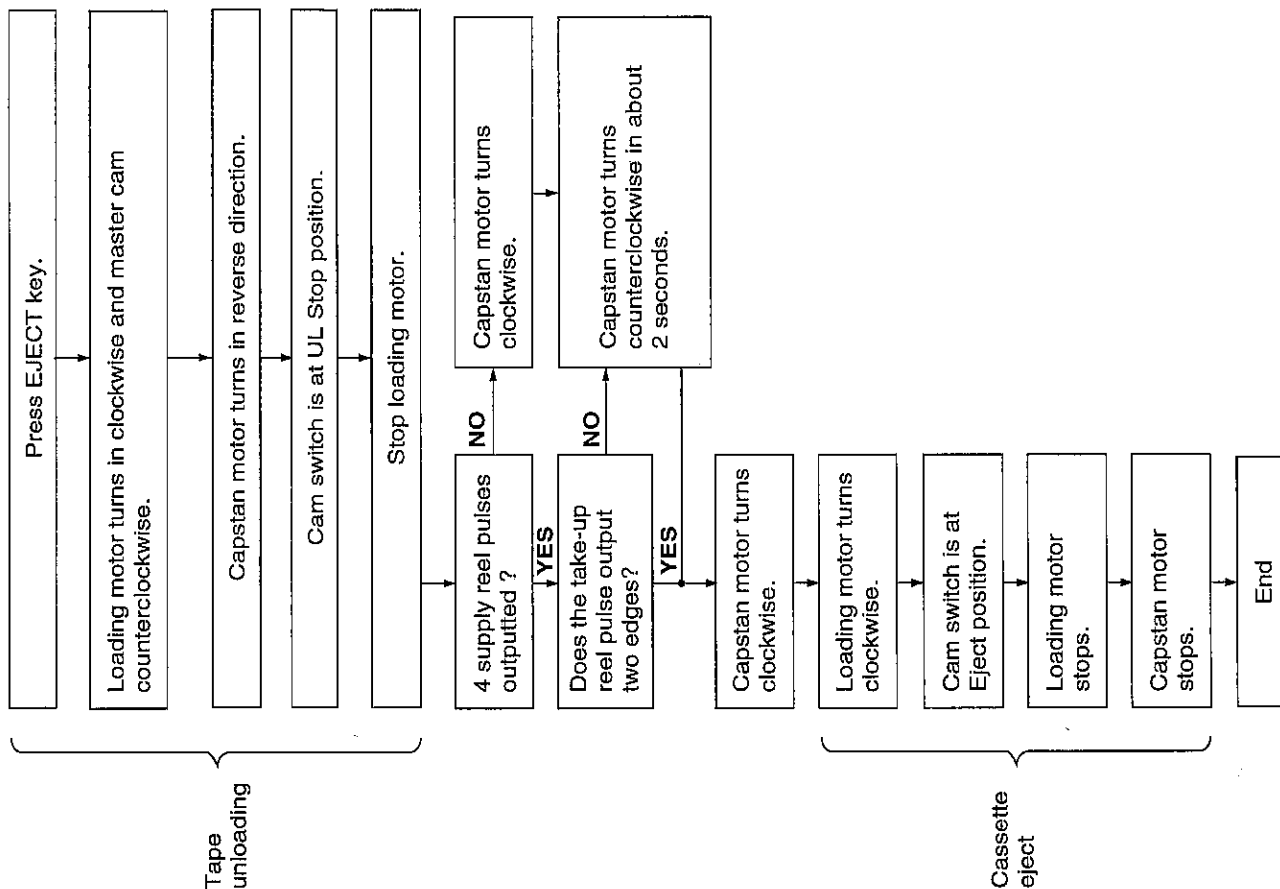 Press EJECT key.
Loading motor turns in clockwise and master cam
counterclockwise.
Capstan motor turns in reverse direction.
Cam switch is at UL Stop position.
Stop loading motor.
Tape
unloading
4 supply reel pulses
outputted ?
NO
Capstan motor turns
clockwise.
YES
Does the take-up
reel pulse output
two edges?
NO
Capstan motor turns
counterclockwise in about
2 seconds.
YES
Capstan motor turns
clockwise.
Loading motor turns
clockwise.
Cam switch is at
Eject position.
Loading motor
stops.
Capstan motor
stops.
Cassette
eject
End